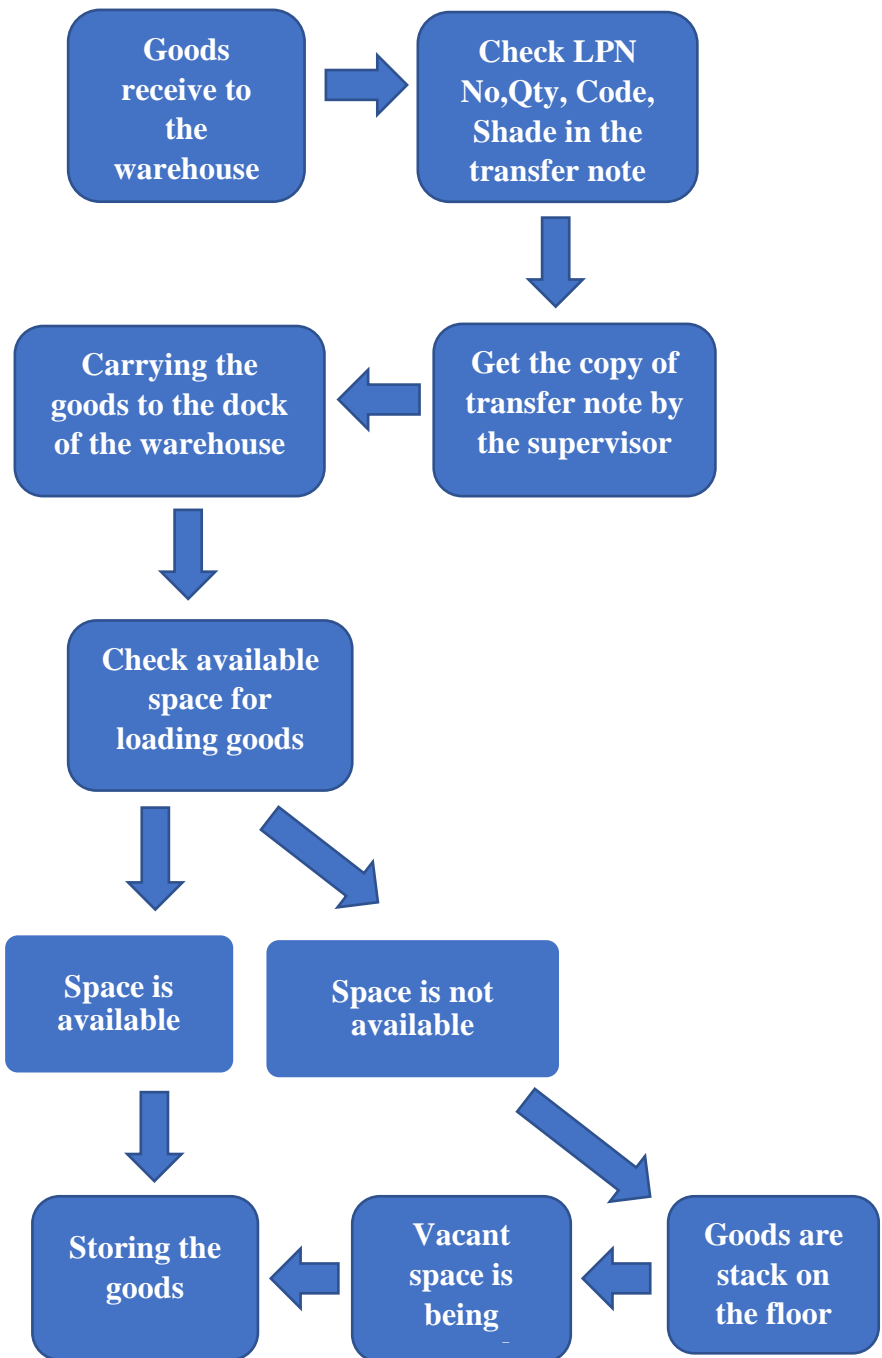 Goods
receive to
the
warehouse
Check LPN
No,Qty, Code,
Shade in the
transfer note
Get the copy of
transfer note by
the supervisor
Carrying the
goods to the dock
of the warehouse
Check available
space for
loading goods
Space is
available
Space is not
available
Goods are
stack on
the floor
Vacant
space is
being
Storing the
goods